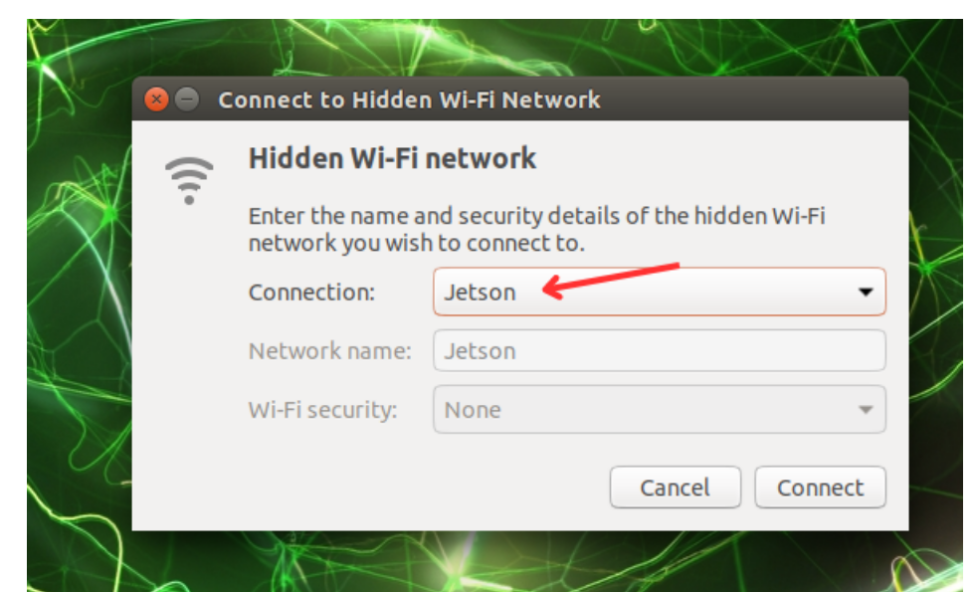 Connect to Hidden Wi-Fi Network
Hidden Wi-Fi network
Enter the name and security details of the hidden Wi-Fi
network you wish to connect to.
Connection: Jetson
Network name: Jetson
Wi-Fi security: None
Cancel Connect